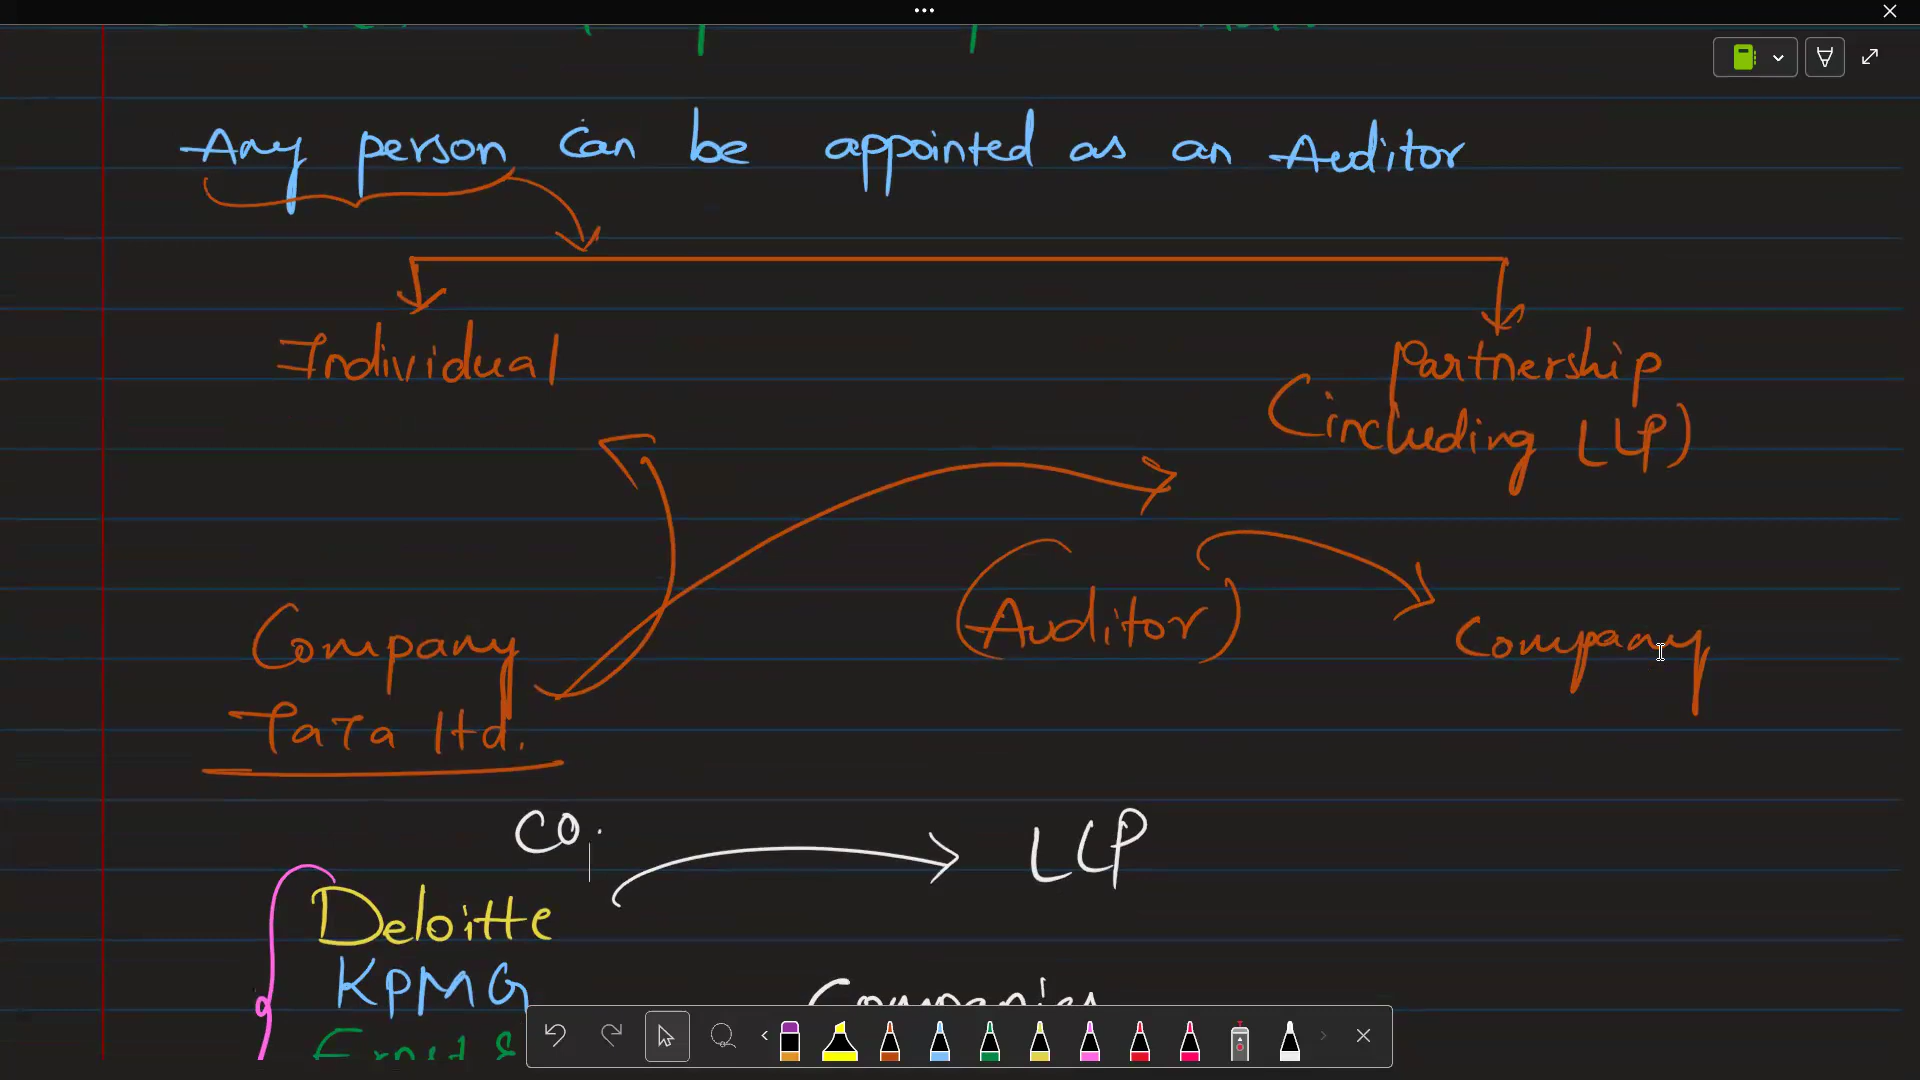 Any person can be appointed as an Auditor
Individual
Partnership
(including LLP)
(Auditor)
Company
Company
TaTa ltd.
Co.
LLP
Deloitte
KPMG
Companies